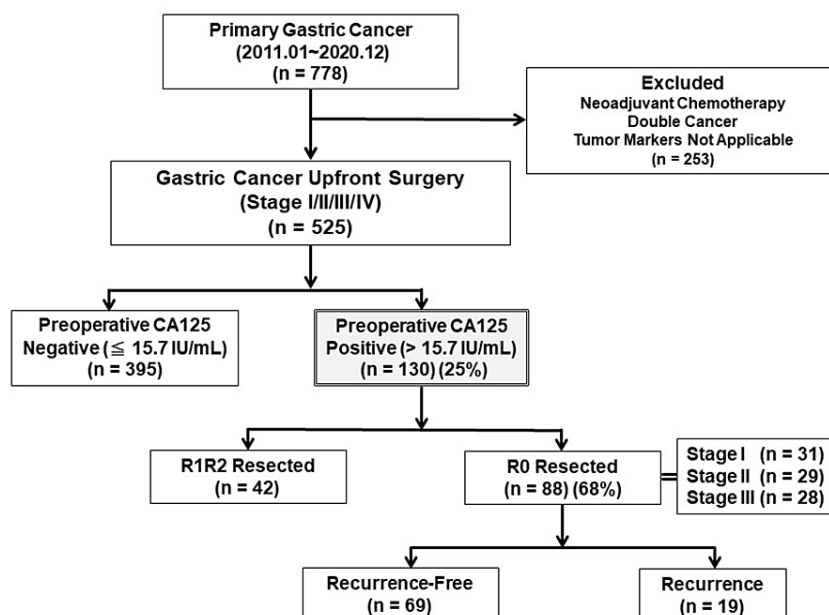 Primary Gastric Cancer
(2011.01~2020.12)
(n = 778)
Excluded
Neoadjuvant Chemotherapy
Double Cancer
Tumor Markers Not Applicable
(n = 253)
Gastric Cancer Upfront Surgery
(Stage I/II/III/IV)
(n = 525)
Preoperative CA125
Negative (≦ 15.7 IU/mL)
(n = 395)
Preoperative CA125
Positive (> 15.7 IU/mL)
(n = 130) (25%)
R1R2 Resected
(n = 42)
R0 Resected
(n = 88) (68%)
Stage I (n = 31)
Stage II (n = 29)
Stage III (n = 28)
Recurrence-Free
(n = 69)
Recurrence
(n = 19)